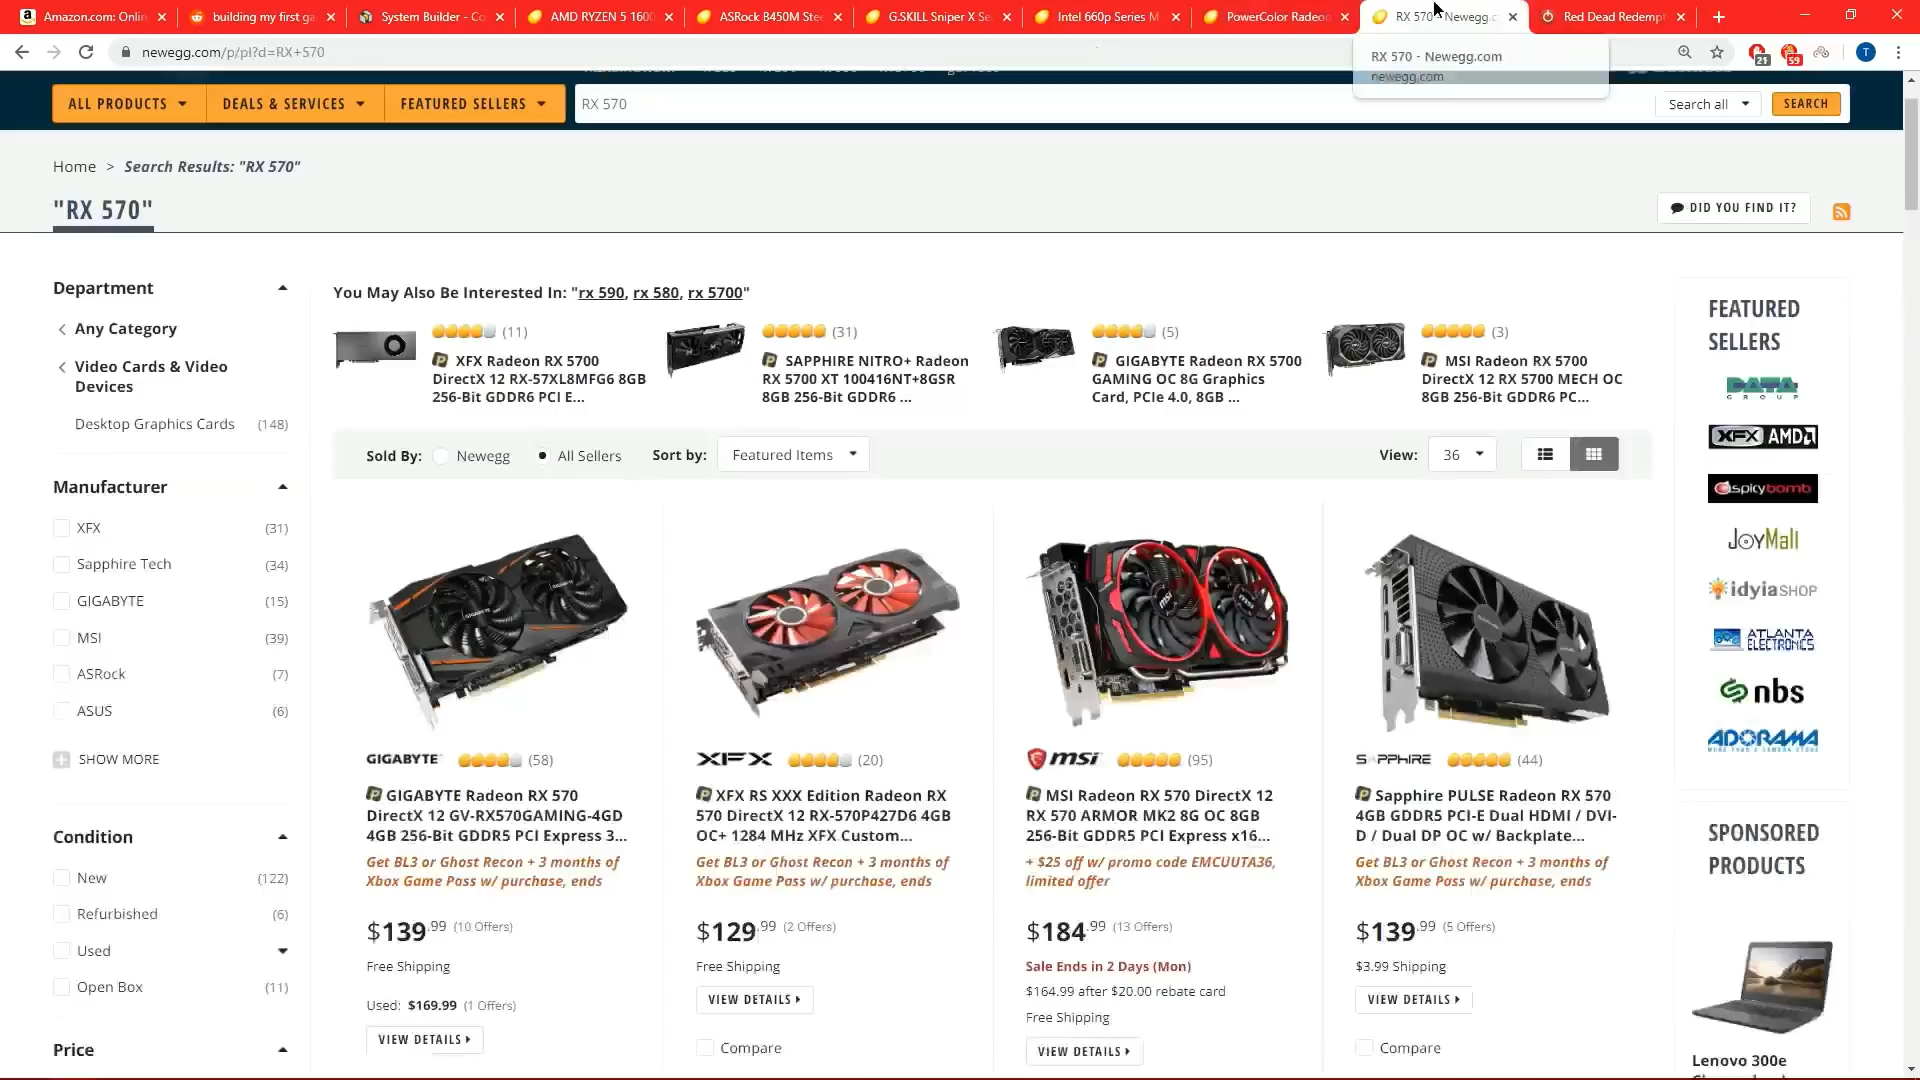 Amazon.com: Onlin
building my first ga
System Builder - Co
AMD RYZEN 5 1600
ASRock B450M Stee
G.SKILL Sniper X Se
Intel 660p Series M
PowerColor Radeon
RX 570 - Newegg.c
Red Dead Redempt
newegg.com/p/pl?d=RX+570
21
59
T
RX 570 - Newegg.com
newegg.com
ALL PRODUCTS
DEALS & SERVICES
FEATURED SELLERS
RX 570
Search all
SEARCH
Home > Search Results: "RX 570"
"RX 570"
DID YOU FIND IT?
Department
Any Category
Video Cards & Video
Devices
Desktop Graphics Cards (148)
Manufacturer
XFX (31)
Sapphire Tech (34)
GIGABYTE (15)
MSI (39)
ASRock (7)
ASUS (6)
SHOW MORE
Condition
New (122)
Refurbished (6)
Used
Open Box (11)
Price
You May Also Be Interested In: "rx 590, rx 580, rx 5700"
(11)
XFX Radeon RX 5700
DirectX 12 RX-57XL8MFG6 8GB
256-Bit GDDR6 PCI E...
(31)
SAPPHIRE NITRO+ Radeon
RX 5700 XT 100416NT+8GSR
8GB 256-Bit GDDR6 ...
(5)
GIGABYTE Radeon RX 5700
GAMING OC 8G Graphics
Card, PCIe 4.0, 8GB ...
(3)
MSI Radeon RX 5700
DirectX 12 RX 5700 MECH OC
8GB 256-Bit GDDR6 PC...
Sold By: Newegg All Sellers Sort by: Featured Items
View: 36
GIGABYTE (58)
GIGABYTE Radeon RX 570
DirectX 12 GV-RX570GAMING-4GD
4GB 256-Bit GDDR5 PCI Express 3...
Get BL3 or Ghost Recon + 3 months of
Xbox Game Pass w/ purchase, ends
$139.99 (10 Offers)
Free Shipping
Used: $169.99 (1 Offers)
VIEW DETAILS
XFX (20)
XFX RS XXX Edition Radeon RX
570 DirectX 12 RX-570P427D6 4GB
OC+ 1284 MHz XFX Custom...
Get BL3 or Ghost Recon + 3 months of
Xbox Game Pass w/ purchase, ends
$129.99 (2 Offers)
Free Shipping
VIEW DETAILS
Compare
msi (95)
MSI Radeon RX 570 DirectX 12
RX 570 ARMOR MK2 8G OC 8GB
256-Bit GDDR5 PCI Express x16...
+ $25 off w/ promo code EMCUUTA36,
limited offer
$184.99 (13 Offers)
Sale Ends in 2 Days (Mon)
$164.99 after $20.00 rebate card
Free Shipping
VIEW DETAILS
SAPPHIRE (44)
Sapphire PULSE Radeon RX 570
4GB GDDR5 PCI-E Dual HDMI / DVI-
D / Dual DP OC w/ Backplate...
Get BL3 or Ghost Recon + 3 months of
Xbox Game Pass w/ purchase, ends
$139.99 (5 Offers)
$3.99 Shipping
VIEW DETAILS
Compare
FEATURED
SELLERS
DATA
GROUP
XFX AMD
spicybomb
JoyMall
idyiaSHOP
ATLANTA
ELECTRONICS
nbs
ADORAMA
MORE THAN A CAMERA STORE
SPONSORED
PRODUCTS
Lenovo 300e